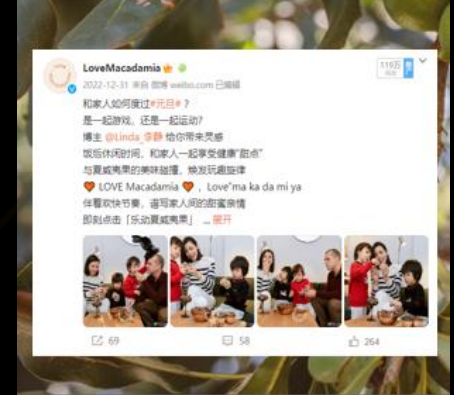 LoveMacadamia
2022-12-31 来自 微博 weibo.com 已编辑
119万
和家人如何度过#元旦#？
是一起游戏，还是一起运动？
博主 @Linda_李静 给你带来灵感
饭后休闲时间，和家人一起享受健康“甜点”
与夏威夷果的美味碰撞，焕发玩趣旋律
LOVE Macadamia ，Love"ma ka da mi ya
伴着欢快节奏，谱写家人间的甜蜜亲情
即刻点击「乐动夏威夷果」 ... 展开
69
58
264